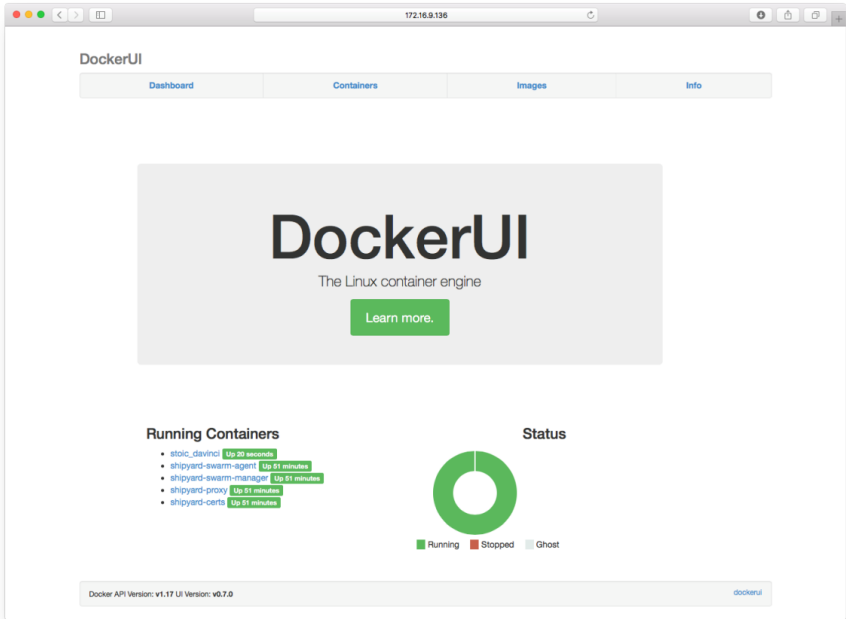 172.16.9.136
DockerUI
Dashboard Containers Images Info
DockerUI
The Linux container engine
Learn more.
Running Containers
stoic_davinci Up 20 seconds
shipyard-swarm-agent Up 51 minutes
shipyard-swarm-manager Up 51 minutes
shipyard-proxy Up 51 minutes
shipyard-certs Up 51 minutes
Status
Running Stopped Ghost
Docker API Version: v1.17 UI Version: v0.7.0 dockerui